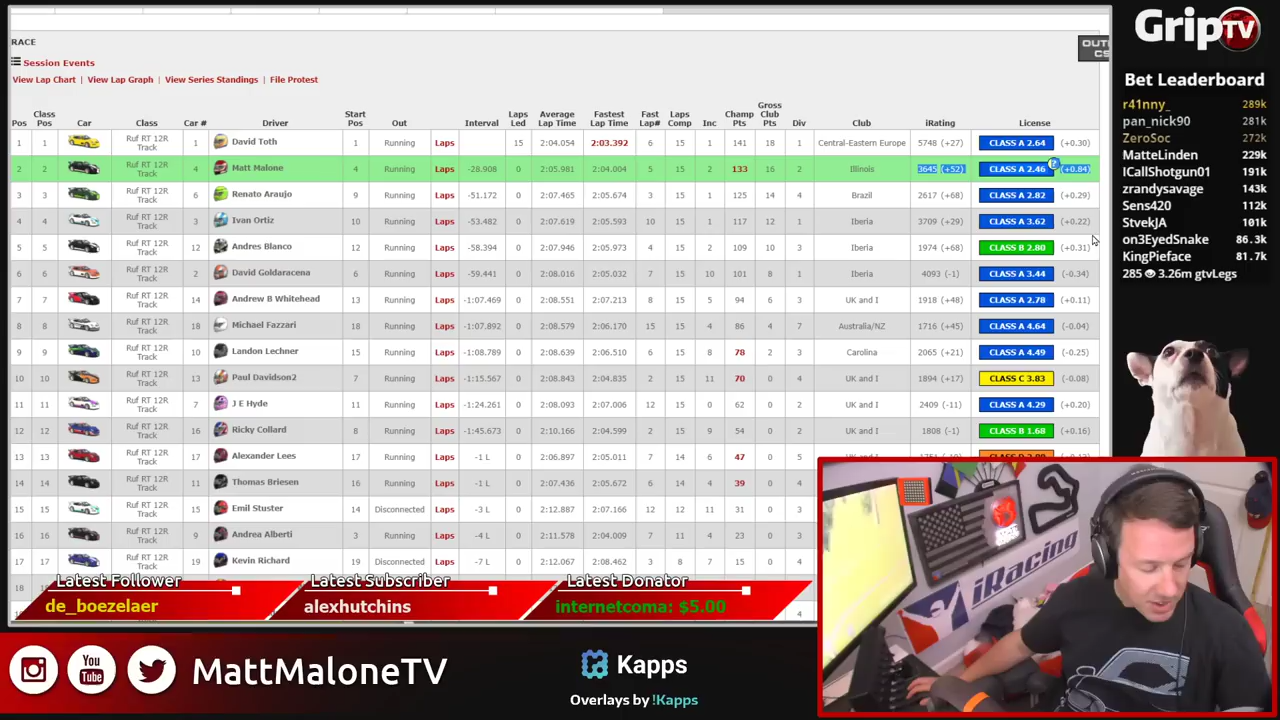 RACE
Session Events
View Lap Chart | View Lap Graph | View Series Standings | File Protest
Pos Class Pos Car Class Car # Driver Start Pos Out Interval Laps Led Average Lap Time Fastest Lap Time Fast Lap# Laps Comp Inc Champ Pts Gross Club Pts Div Club iRating License
1 1 Ruf RT 12R Track 1 David Toth 1 Running Laps 15 2:04.054 2:03.392 6 15 1 141 18 1 Central-Eastern Europe 5748 (+27) CLASS A 2.64 (+0.30)
2 2 Ruf RT 12R Track 4 Matt Malone 4 Running Laps -28.908 0 2:05.981 2:04.004 5 15 2 133 16 2 Illinois 3645 (+52) CLASS A 2.46 (+0.84)
3 3 Ruf RT 12R Track 6 Renato Araujo 2 Running Laps -51.172 0 2:07.465 2:05.674 3 15 1 125 14 4 Brazil 2617 (+68) CLASS A 2.82 (+0.29)
4 4 Ruf RT 12R Track 3 Ivan Ortiz 10 Running Laps -53.482 0 2:07.619 2:05.593 10 15 1 117 12 1 Iberia 3709 (+29) CLASS A 3.62 (+0.22)
5 5 Ruf RT 12R Track 12 Andres Blanco 12 Running Laps -58.394 0 2:07.946 2:05.973 4 15 2 109 10 3 Iberia 1974 (+68) CLASS B 2.80 (+0.31)
6 6 Ruf RT 12R Track 2 David Goldaracena 6 Running Laps -59.441 0 2:08.016 2:05.032 7 15 10 101 8 1 Iberia 4093 (-1) CLASS A 3.44 (-0.34)
7 7 Ruf RT 12R Track 14 Andrew B Whitehead 13 Running Laps -1:07.469 0 2:08.551 2:07.213 8 15 5 94 6 3 UK and I 1918 (+48) CLASS A 2.78 (+0.11)
8 8 Ruf RT 12R Track 18 Michael Fazzari 18 Running Laps -1:07.892 0 2:08.579 2:06.170 15 15 4 86 4 7 Australia/NZ 1716 (+45) CLASS A 4.64 (-0.04)
9 9 Ruf RT 12R Track 10 Landon Lechner 15 Running Laps -1:08.789 0 2:08.639 2:06.510 6 15 8 78 2 3 Carolina 2065 (+21) CLASS A 4.49 (-0.25)
10 10 Ruf RT 12R Track 13 Paul Davidson2 7 Running Laps -1:15.567 0 2:08.843 2:04.835 2 15 11 70 0 4 UK and I 1894 (+17) CLASS C 3.83 (-0.08)
11 11 Ruf RT 12R Track 7 J E Hyde 11 Running Laps -1:24.261 0 2:08.093 2:07.006 12 15 0 62 0 2 UK and I 2409 (-11) CLASS A 4.29 (+0.20)
12 12 Ruf RT 12R Track 16 Ricky Collard 8 Running Laps -1:45.673 0 2:10.166 2:04.599 2 15 9 54 0 4 UK and I 1808 (-1) CLASS B 1.68 (+0.16)
13 13 Ruf RT 12R Track 17 Alexander Lees 17 Running Laps -1 L 0 2:06.897 2:05.011 7 14 6 47 0 5 UK and I
14 14 Ruf RT 12R Track 11 Thomas Briesen 16 Running Laps -1 L 0 2:07.436 2:05.672 6 14 4 39 0 4
15 15 Ruf RT 12R Track 15 Emil Stuster 14 Disconnected Laps -3 L 0 2:12.887 2:07.166 12 12 11 31 0 3
16 16 Ruf RT 12R Track 9 Andrea Alberti 3 Running Laps -4 L 0 2:11.578 2:04.009 7 11 4 23 0 3
17 17 Ruf RT 12R Track 19 Kevin Richard 19 Disconnected Laps -7 L 0 2:12.067 2:08.462 3 8 7 15 0
18
4
GripTV
Bet Leaderboard
r41nny_ 289k
pan_nick90 281k
ZeroSoc 272k
MatteLinden 229k
ICallShotgun01 191k
zrandysavage 143k
Sens420 112k
StvekJA 101k
on3EyedSnake 86.3k
KingPieface 81.7k
285 3.26m gtvLegs
iRacing
Latest Follower
de_boezelaer
Latest Subscriber
alexhutchins
Latest Donator
internetcoma: $5.00
You Tube
MattMaloneTV
Kapps
Overlays by !Kapps